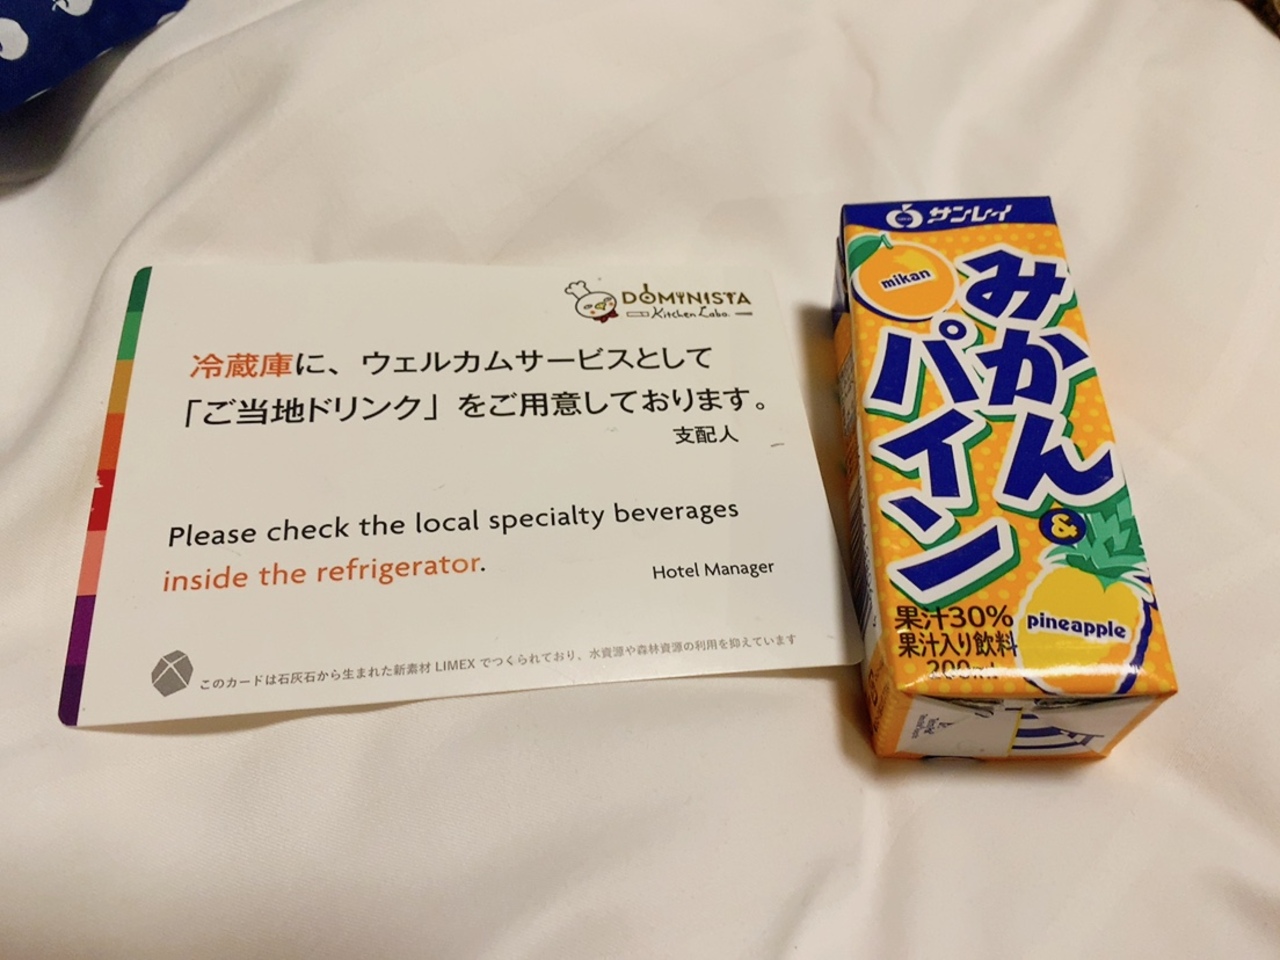 DOMINISTA
Kitchen Labo.
冷蔵庫に、ウェルカムサービスとして
「ご当地ドリンク」をご用意しております。
支配人
Please check the local specialty beverages
inside the refrigerator.
Hotel Manager
このカードは石灰石から生まれた新素材 LIMEX でつくられており、水資源や森林資源の利用を抑えています
サンレイ
mikan
みかん
&
パイン
pineapple
果汁30%
果汁入り飲料
200ml